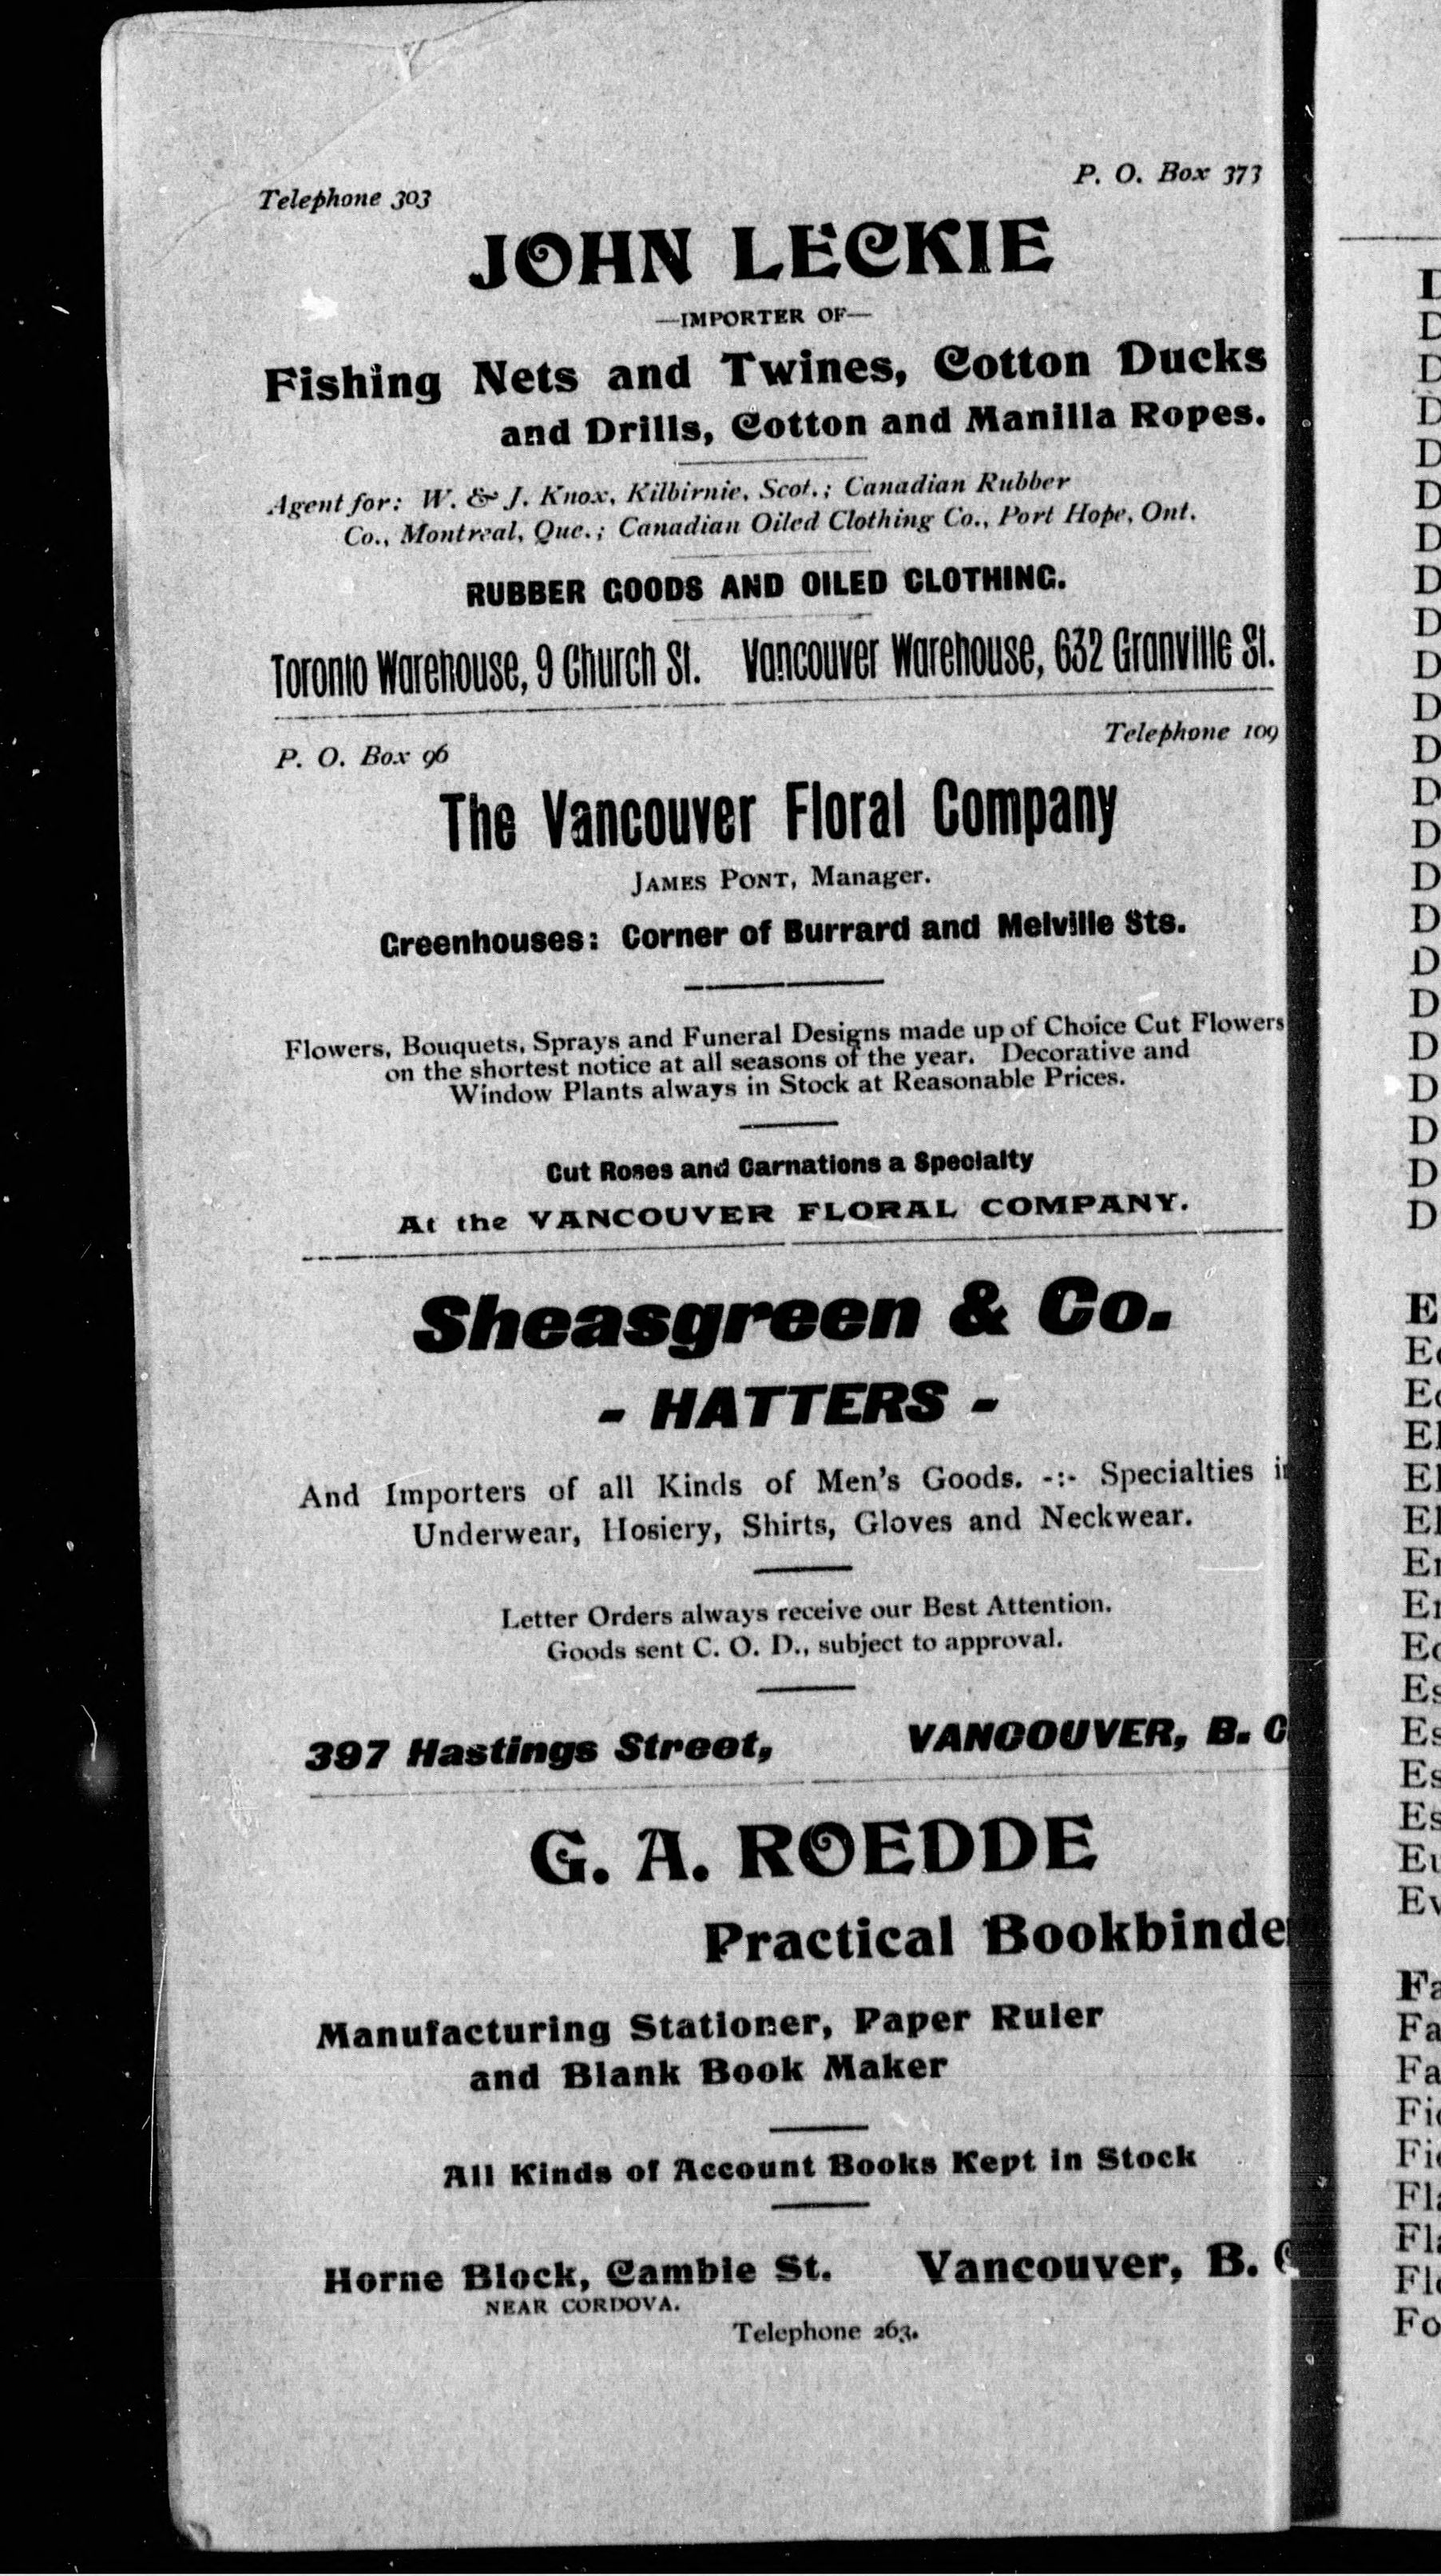 Telephone 303
P. O. Box 373
JOHN LECKIE
—IMPORTER OF—
Fishing Nets and Twines, Cotton Ducks
and Drills, Cotton and Manilla Ropes.
Agent for: W. & J. Knox, Kilbirnie, Scot.; Canadian Rubber
Co., Montreal, Que.; Canadian Oiled Clothing Co., Port Hope, Ont.
RUBBER GOODS AND OILED CLOTHING.
Toronto Warehouse, 9 Church St. Vancouver Warehouse, 632 Granville St.
P. O. Box 96
Telephone 109
The Vancouver Floral Company
JAMES PONT, Manager.
Greenhouses: Corner of Burrard and Melville Sts.
Flowers, Bouquets, Sprays and Funeral Designs made up of Choice Cut Flowers
on the shortest notice at all seasons of the year. Decorative and
Window Plants always in Stock at Reasonable Prices.
Cut Roses and Carnations a Specialty
At the VANCOUVER FLORAL COMPANY.
Sheasgreen & Co.
- HATTERS -
And Importers of all Kinds of Men's Goods. -:- Specialties
Underwear, Hosiery, Shirts, Gloves and Neckwear.
Letter Orders always receive our Best Attention.
Goods sent C. O. D., subject to approval.
397 Hastings Street, VANCOUVER, B. C
G. A. ROEDDE
Practical Bookbinde
Manufacturing Stationer, Paper Ruler
and Blank Book Maker
All Kinds of Account Books Kept in Stock
Horne Block, Cambie St. Vancouver, B.
NEAR CORDOVA.
Telephone 263.